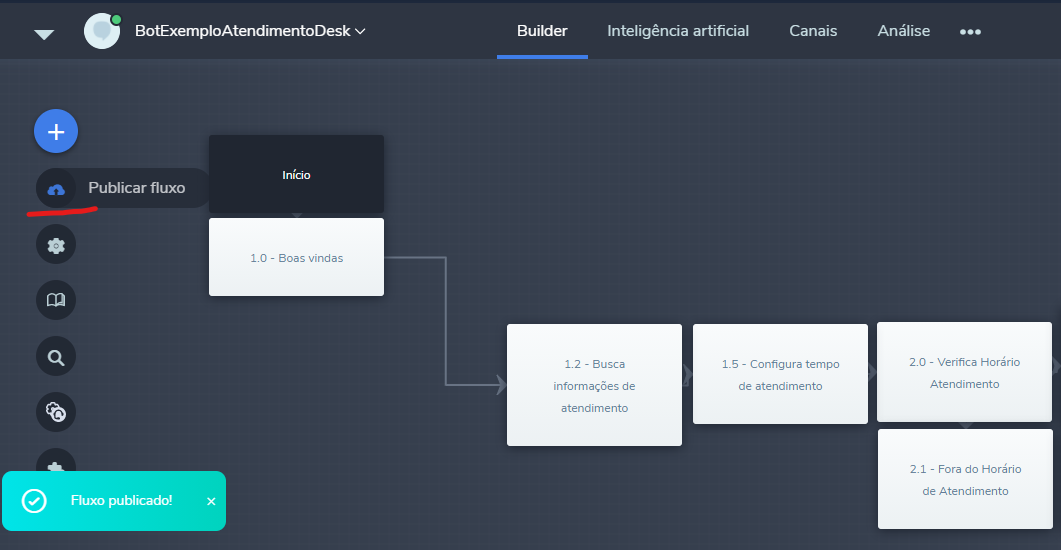 BotExemploAtendimentoDesk
Builder
Inteligência artificial
Canais
Análise
Publicar fluxo
Início
1.0 - Boas vindas
1.2 - Busca
informações de
atendimento
1.5 - Configura tempo
de atendimento
2.0 - Verifica Horário
Atendimento
2.1 - Fora do Horário
de Atendimento
Fluxo publicado!